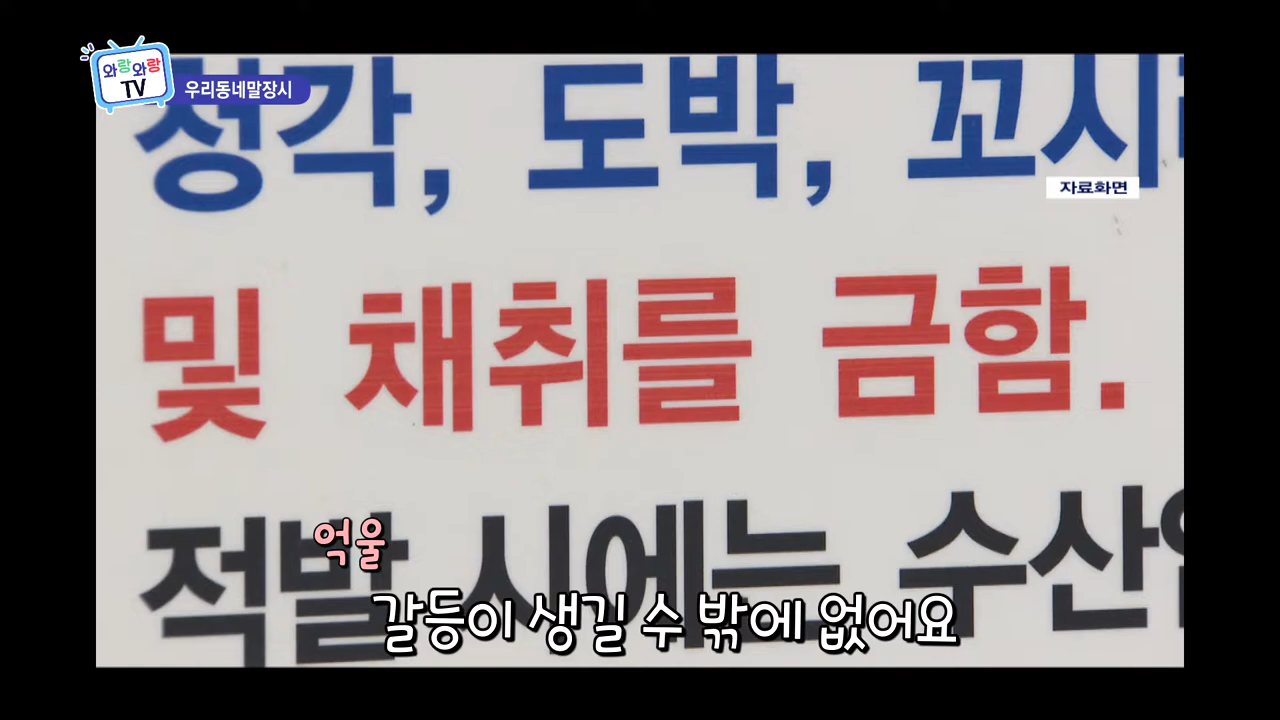 와랑와랑
TV
우리동네말장시
청각, 도박, 꼬시
자료화면
및 채취를 금함.
적발 시에는 수산
억울
갈등이 생길 수 밖에 없어요